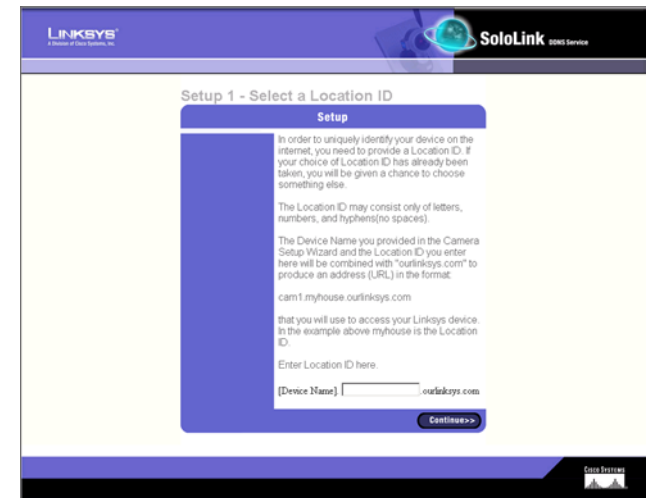 LINKSYS®
A Division of Cisco Systems, Inc.
SoloLink DDNS Service
Setup 1 - Select a Location ID
Setup
In order to uniquely identify your device on the
internet, you need to provide a Location ID. If
your choice of Location ID has already been
taken, you will be given a chance to choose
something else.
The Location ID may consist only of letters,
numbers, and hyphens(no spaces).
The Device Name you provided in the Camera
Setup Wizard and the Location ID you enter
here will be combined with "ourlinksys.com" to
produce an address (URL) in the format:
cam1.myhouse.ourlinksys.com
that you will use to access your Linksys device.
In the example above myhouse is the Location
ID.
Enter Location ID here.
[Device Name]. .ourlinksys.com
Continue>>
CISCO SYSTEMS